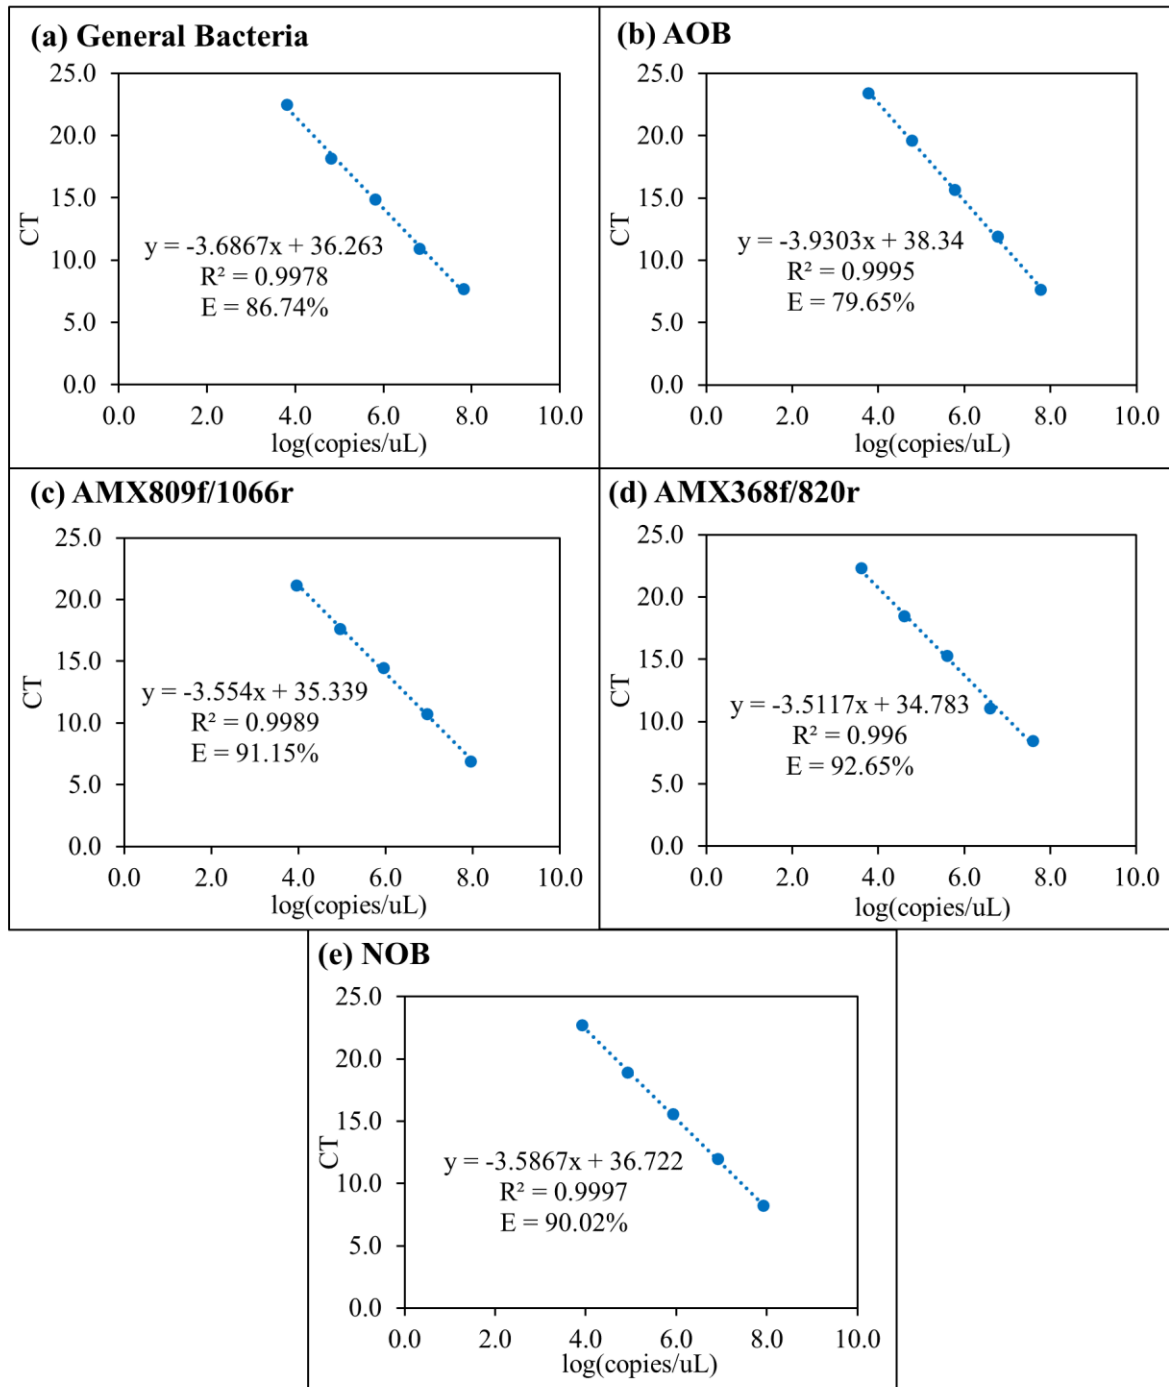 (a) General Bacteria
25.0
20.0
15.0
10.0
5.0
0.0
CT
y = -3.6867x + 36.263
R² = 0.9978
E = 86.74%
0.0 2.0 4.0 6.0 8.0 10.0
log(copies/uL)
(b) AOB
25.0
20.0
15.0
10.0
5.0
0.0
CT
y = -3.9303x + 38.34
R² = 0.9995
E = 79.65%
0.0 2.0 4.0 6.0 8.0 10.0
log(copies/uL)
(c) AMX809f/1066r
25.0
20.0
15.0
10.0
5.0
0.0
CT
y = -3.554x + 35.339
R² = 0.9989
E = 91.15%
0.0 2.0 4.0 6.0 8.0 10.0
log(copies/uL)
(d) AMX368f/820r
25.0
20.0
15.0
10.0
5.0
0.0
CT
y = -3.5117x + 34.783
R² = 0.996
E = 92.65%
0.0 2.0 4.0 6.0 8.0 10.0
log(copies/uL)
(e) NOB
25.0
20.0
15.0
10.0
5.0
0.0
CT
y = -3.5867x + 36.722
R² = 0.9997
E = 90.02%
0.0 2.0 4.0 6.0 8.0 10.0
log(copies/uL)